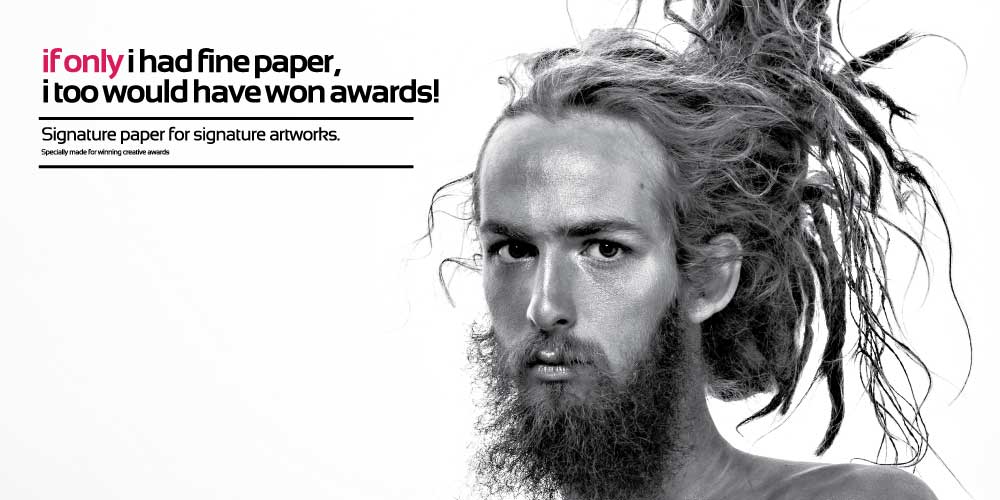 if only i had fine paper,
i too would have won awards!
Signature paper for signature artworks.
Specially made for winning creative awards